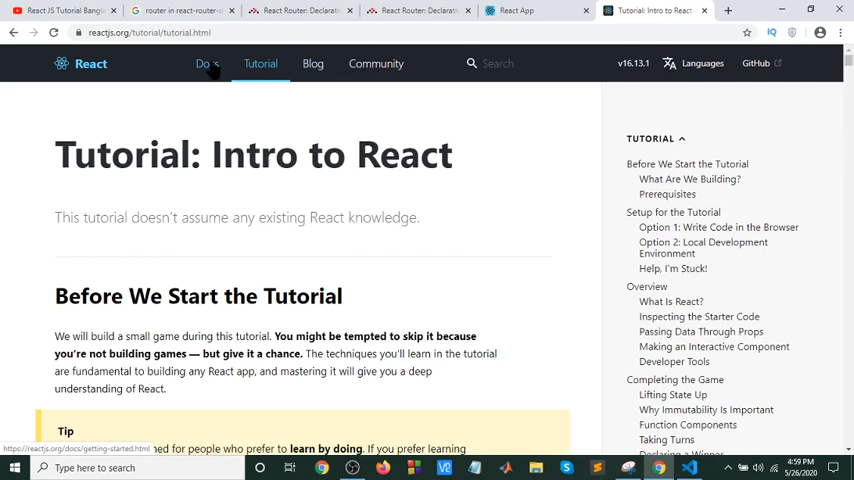 React JS Tutorial Bangl
router in react-router-d
React Router: Declarati
React Router: Declarati
React App
Tutorial: Intro to React
reactjs.org/tutorial/tutorial.html
React
Docs
Tutorial
Blog
Community
Search
v16.13.1
Languages
GitHub
Tutorial: Intro to React
This tutorial doesn't assume any existing React knowledge.
Before We Start the Tutorial
We will build a small game during this tutorial. You might be tempted to skip it because
you're not building games — but give it a chance. The techniques you'll learn in the tutorial
are fundamental to building any React app, and mastering it will give you a deep
understanding of React.
Tip
ned for people who prefer to learn by doing. If you prefer learning
https://reactjs.org/docs/getting-started.html
TUTORIAL
Before We Start the Tutorial
What Are We Building?
Prerequisites
Setup for the Tutorial
Option 1: Write Code in the Browser
Option 2: Local Development
Environment
Help, I'm Stuck!
Overview
What Is React?
Inspecting the Starter Code
Passing Data Through Props
Making an Interactive Component
Developer Tools
Completing the Game
Lifting State Up
Why Immutability Is Important
Function Components
Taking Turns
Declaring a Winner
Type here to search
4:59 PM
5/26/2020